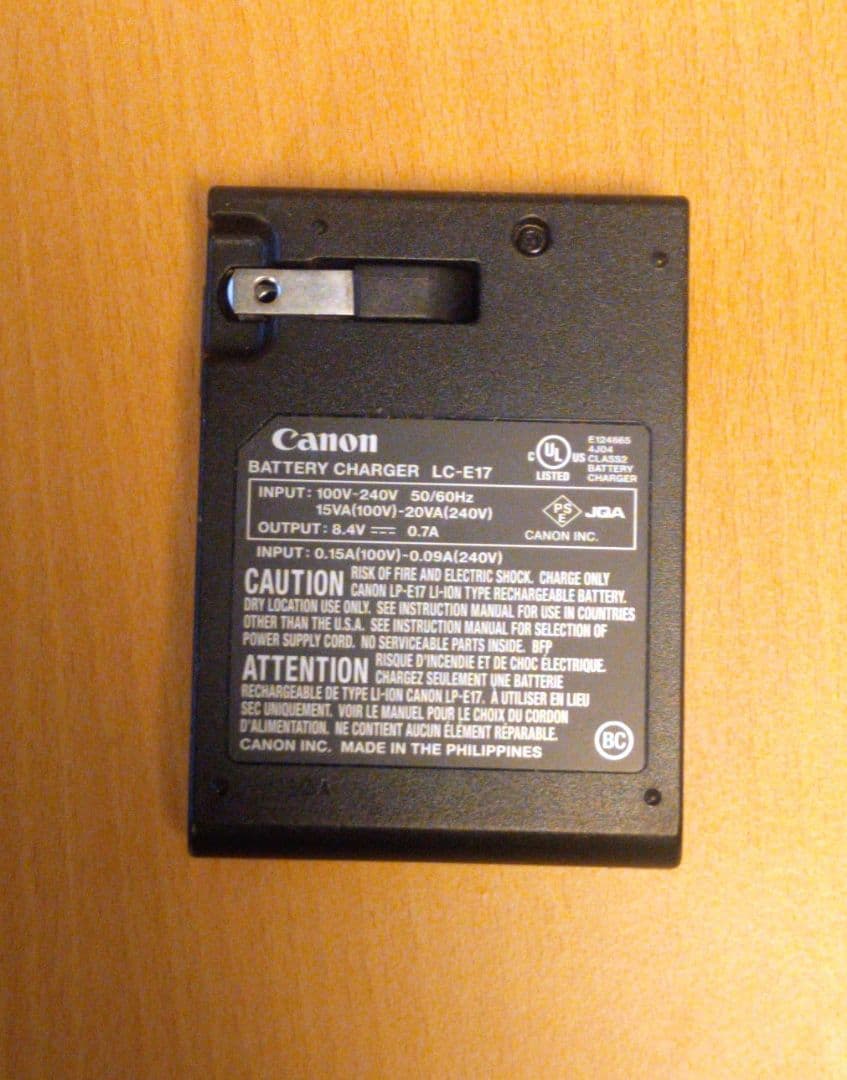 Canon
BATTERY CHARGER LC-E17
C UL US
LISTED
E124665
4J04
CLASS2
BATTERY
CHARGER
INPUT: 100V-240V 50/60Hz
15VA(100V)-20VA(240V)
OUTPUT: 8.4V ⎓ 0.7A
PS
E
JQA
CANON INC.
INPUT: 0.15A(100V)-0.09A(240V)
CAUTION RISK OF FIRE AND ELECTRIC SHOCK. CHARGE ONLY
CANON LP-E17 LI-ION TYPE RECHARGEABLE BATTERY.
DRY LOCATION USE ONLY. SEE INSTRUCTION MANUAL FOR USE IN COUNTRIES
OTHER THAN THE U.S.A. SEE INSTRUCTION MANUAL FOR SELECTION OF
POWER SUPPLY CORD. NO SERVICEABLE PARTS INSIDE. BFP
ATTENTION RISQUE D'INCENDIE ET DE CHOC ÉLECTRIQUE.
CHARGEZ SEULEMENT UNE BATTERIE
RECHARGEABLE DE TYPE LI-ION CANON LP-E17. À UTILISER EN LIEU
SEC UNIQUEMENT. VOIR LE MANUEL POUR LE CHOIX DU CORDON
D'ALIMENTATION. NE CONTIENT AUCUN ÉLÉMENT RÉPARABLE.
CANON INC. MADE IN THE PHILIPPINES
BC